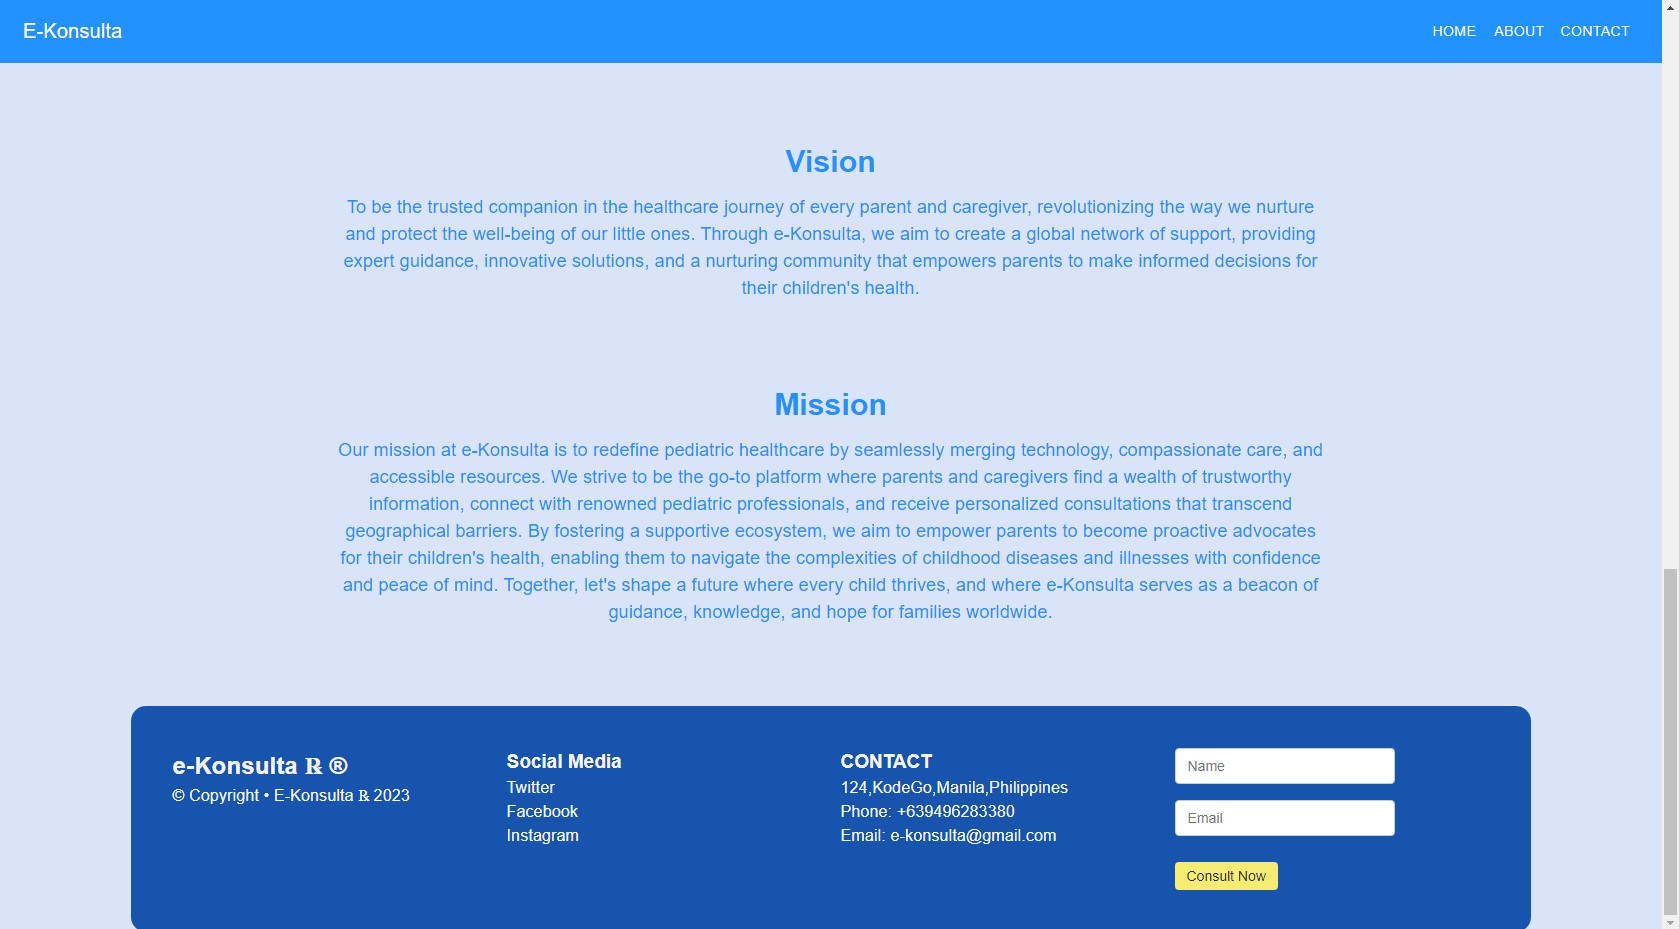 E-Konsulta
HOME ABOUT CONTACT
Vision
To be the trusted companion in the healthcare journey of every parent and caregiver, revolutionizing the way we nurture
and protect the well-being of our little ones. Through e-Konsulta, we aim to create a global network of support, providing
expert guidance, innovative solutions, and a nurturing community that empowers parents to make informed decisions for
their children's health.
Mission
Our mission at e-Konsulta is to redefine pediatric healthcare by seamlessly merging technology, compassionate care, and
accessible resources. We strive to be the go-to platform where parents and caregivers find a wealth of trustworthy
information, connect with renowned pediatric professionals, and receive personalized consultations that transcend
geographical barriers. By fostering a supportive ecosystem, we aim to empower parents to become proactive advocates
for their children's health, enabling them to navigate the complexities of childhood diseases and illnesses with confidence
and peace of mind. Together, let's shape a future where every child thrives, and where e-Konsulta serves as a beacon of
guidance, knowledge, and hope for families worldwide.
e-Konsulta ℞ ®
© Copyright • E-Konsulta ℞ 2023
Social Media
Twitter
Facebook
Instagram
CONTACT
124,KodeGo,Manila,Philippines
Phone: +639496283380
Email: e-konsulta@gmail.com
Name
Email
Consult Now